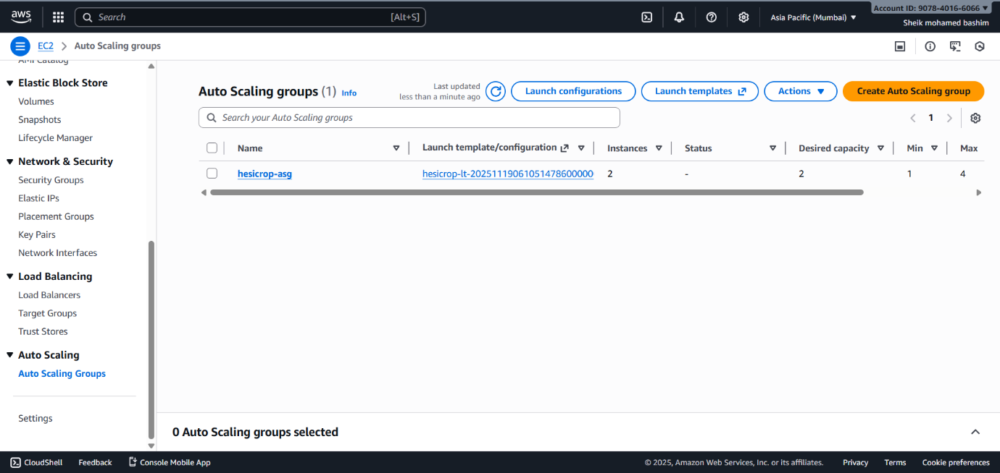 aws
Search
[Alt+S]
Asia Pacific (Mumbai)
Account ID: 9078-4016-6066
Sheik mohamed bashim
EC2
Auto Scaling groups
AMI Catalog
Elastic Block Store
Volumes
Snapshots
Lifecycle Manager
Network & Security
Security Groups
Elastic IPs
Placement Groups
Key Pairs
Network Interfaces
Load Balancing
Load Balancers
Target Groups
Trust Stores
Auto Scaling
Auto Scaling Groups
Settings
Auto Scaling groups (1) Info
Last updated
less than a minute ago
Launch configurations
Launch templates
Actions
Create Auto Scaling group
Search your Auto Scaling groups
1
Name Launch template/configuration Instances Status Desired capacity Min Max
hesicrop-asg hesicrop-lt-20251119061051478600000 2 - 2 1 4
0 Auto Scaling groups selected
CloudShell Feedback Console Mobile App © 2025, Amazon Web Services, Inc. or its affiliates. Privacy Terms Cookie preferences